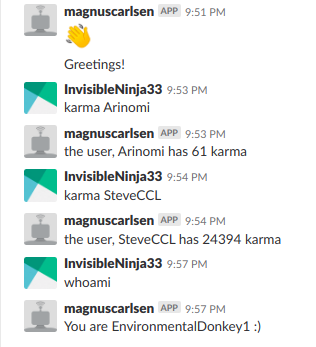 magnuscarlsen APP 9:51 PM
Greetings!
InvisibleNinja33 9:53 PM
karma Arinomi
magnuscarlsen APP 9:53 PM
the user, Arinomi has 61 karma
InvisibleNinja33 9:54 PM
karma SteveCCL
magnuscarlsen APP 9:54 PM
the user, SteveCCL has 24394 karma
InvisibleNinja33 9:57 PM
whoami
magnuscarlsen APP 9:57 PM
You are EnvironmentalDonkey1 :)